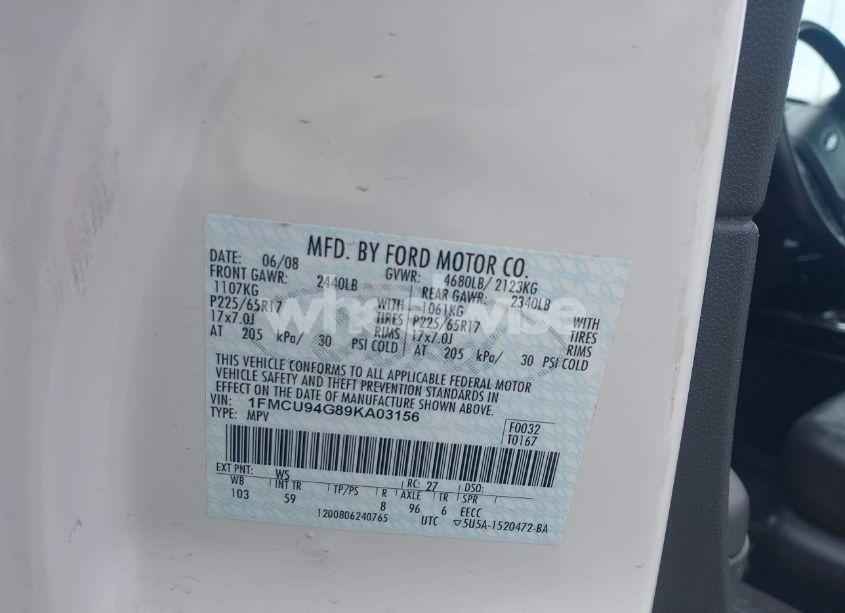 MFD. BY FORD MOTOR CO.
DATE: 06/08 GVWR: 4680LB/ 2123KG
FRONT GAWR: 2440LB REAR GAWR: 2340LB
1107KG WITH 1061KG WITH
P225/65R17 TIRES P225/65R17 TIRES
17x7.0J RIMS 17x7.0J RIMS
AT 205 kPa/ 30 PSI COLD AT 205 kPa/ 30 PSI COLD
THIS VEHICLE CONFORMS TO ALL APPLICABLE FEDERAL MOTOR
VEHICLE SAFETY AND THEFT PREVENTION STANDARDS IN
EFFECT ON THE DATE OF MANUFACTURE SHOWN ABOVE.
VIN: 1FMCU94G89KA03156 F0032
TYPE: MPV T0167
EXT PNT: WS RC: 27 DSO:
WB INT TR TP/PS R AXLE TR SPR
103 59 8 96 6 EECC
1200806240765 UTC ▽5U5A-1520472-BA
wheelwise